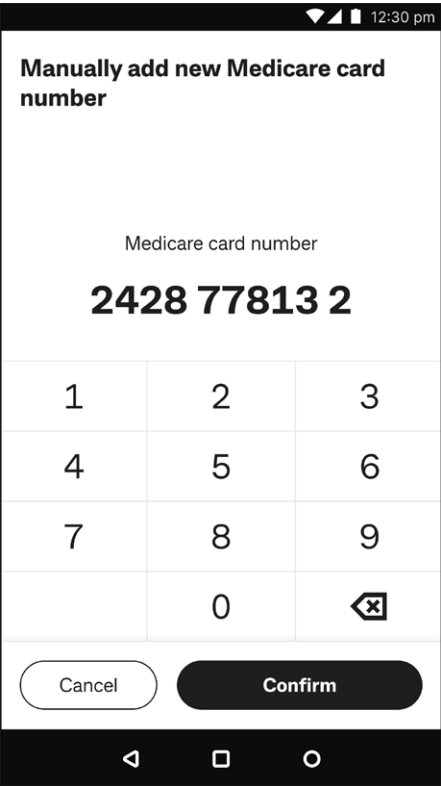 12:30 pm
Manually add new Medicare card
number
Medicare card number
2428 77813 2
1 2 3
4 5 6
7 8 9
0
Cancel Confirm